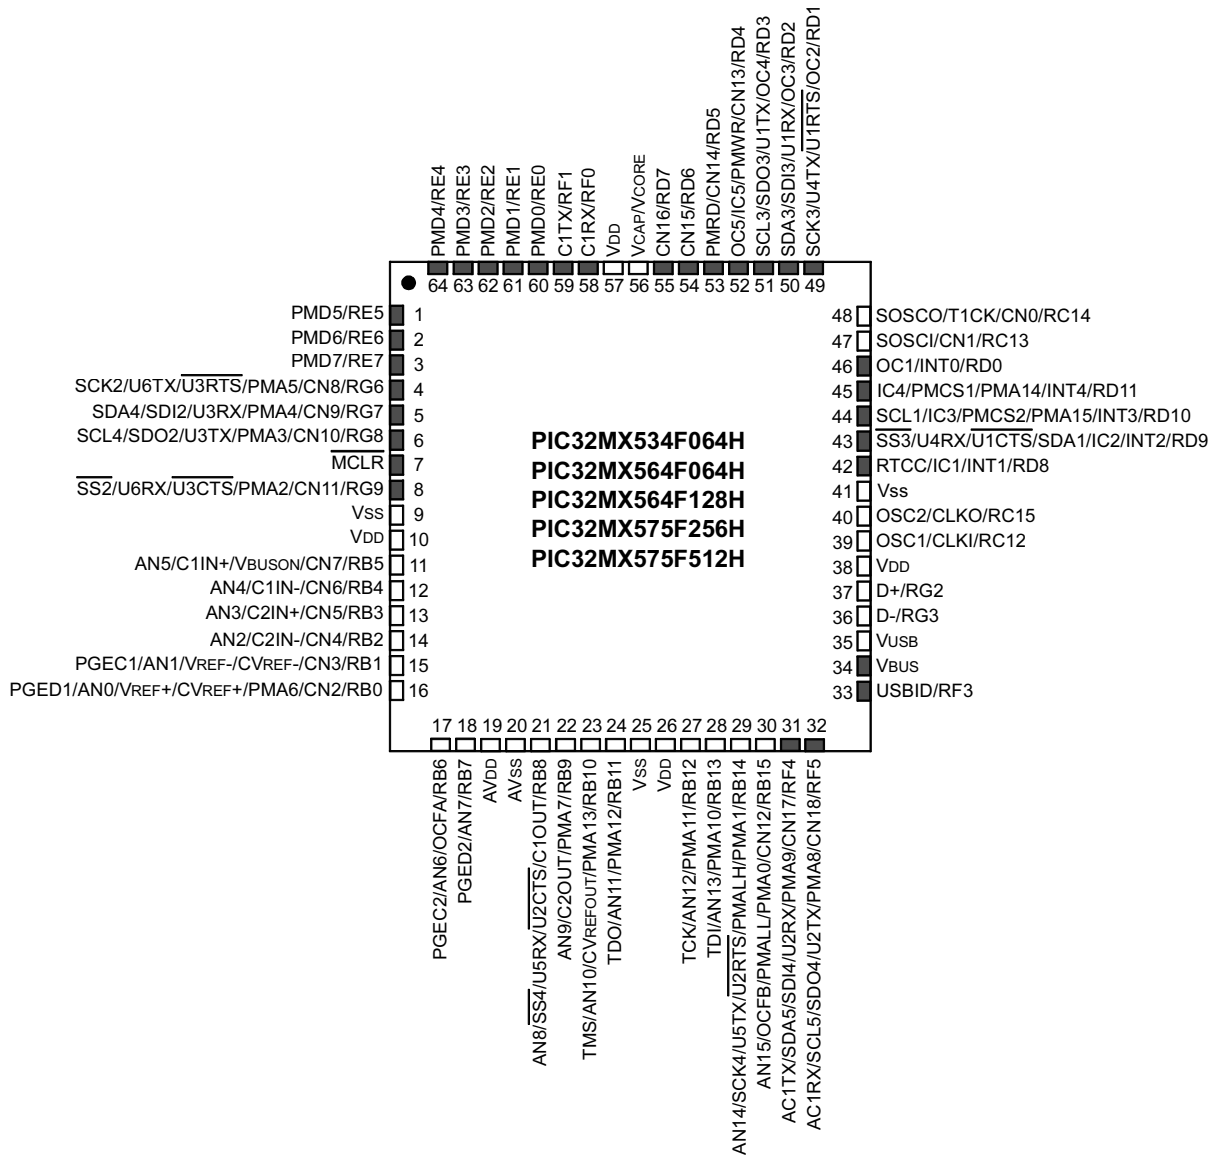 PMD4/RE4
PMD3/RE3
PMD2/RE2
PMD1/RE1
PMD0/RE0
C1TX/RF1
C1RX/RF0
VDD
VCAP/VCORE
CN16/RD7
CN15/RD6
PMRD/CN14/RD5
OC5/IC5/PMWR/CN13/RD4
SCL3/SDO3/U1TX/OC4/RD3
SDA3/SDI3/U1RX/OC3/RD2
SCK3/U4TX/U1RTS/OC2/RD1
64 63 62 61 60 59 58 57 56 55 54 53 52 51 50 49
PMD5/RE5 1
PMD6/RE6 2
PMD7/RE7 3
SCK2/U6TX/U3RTS/PMA5/CN8/RG6 4
SDA4/SDI2/U3RX/PMA4/CN9/RG7 5
SCL4/SDO2/U3TX/PMA3/CN10/RG8 6
MCLR 7
SS2/U6RX/U3CTS/PMA2/CN11/RG9 8
VSS 9
VDD 10
AN5/C1IN+/VBUSON/CN7/RB5 11
AN4/C1IN-/CN6/RB4 12
AN3/C2IN+/CN5/RB3 13
AN2/C2IN-/CN4/RB2 14
PGEC1/AN1/VREF-/CVREF-/CN3/RB1 15
PGED1/AN0/VREF+/CVREF+/PMA6/CN2/RB0 16
PIC32MX534F064H
PIC32MX564F064H
PIC32MX564F128H
PIC32MX575F256H
PIC32MX575F512H
48 SOSCO/T1CK/CN0/RC14
47 SOSCI/CN1/RC13
46 OC1/INT0/RD0
45 IC4/PMCS1/PMA14/INT4/RD11
44 SCL1/IC3/PMCS2/PMA15/INT3/RD10
43 SS3/U4RX/U1CTS/SDA1/IC2/INT2/RD9
42 RTCC/IC1/INT1/RD8
41 Vss
40 OSC2/CLKO/RC15
39 OSC1/CLKI/RC12
38 VDD
37 D+/RG2
36 D-/RG3
35 VUSB
34 VBUS
33 USBID/RF3
17 18 19 20 21 22 23 24 25 26 27 28 29 30 31 32
PGEC2/AN6/OCFA/RB6
PGED2/AN7/RB7
AVDD
AVSS
AN8/SS4/U5RX/U2CTS/C1OUT/RB8
AN9/C2OUT/PMA7/RB9
TMS/AN10/CVREFOUT/PMA13/RB10
TDO/AN11/PMA12/RB11
VSS
VDD
TCK/AN12/PMA11/RB12
TDI/AN13/PMA10/RB13
AN14/SCK4/U5TX/U2RTS/PMALH/PMA1/RB14
AN15/OCFB/PMALL/PMA0/CN12/RB15
AC1TX/SDA5/SDI4/U2RX/PMA9/CN17/RF4
AC1RX/SCL5/SDO4/U2TX/PMA8/CN18/RF5